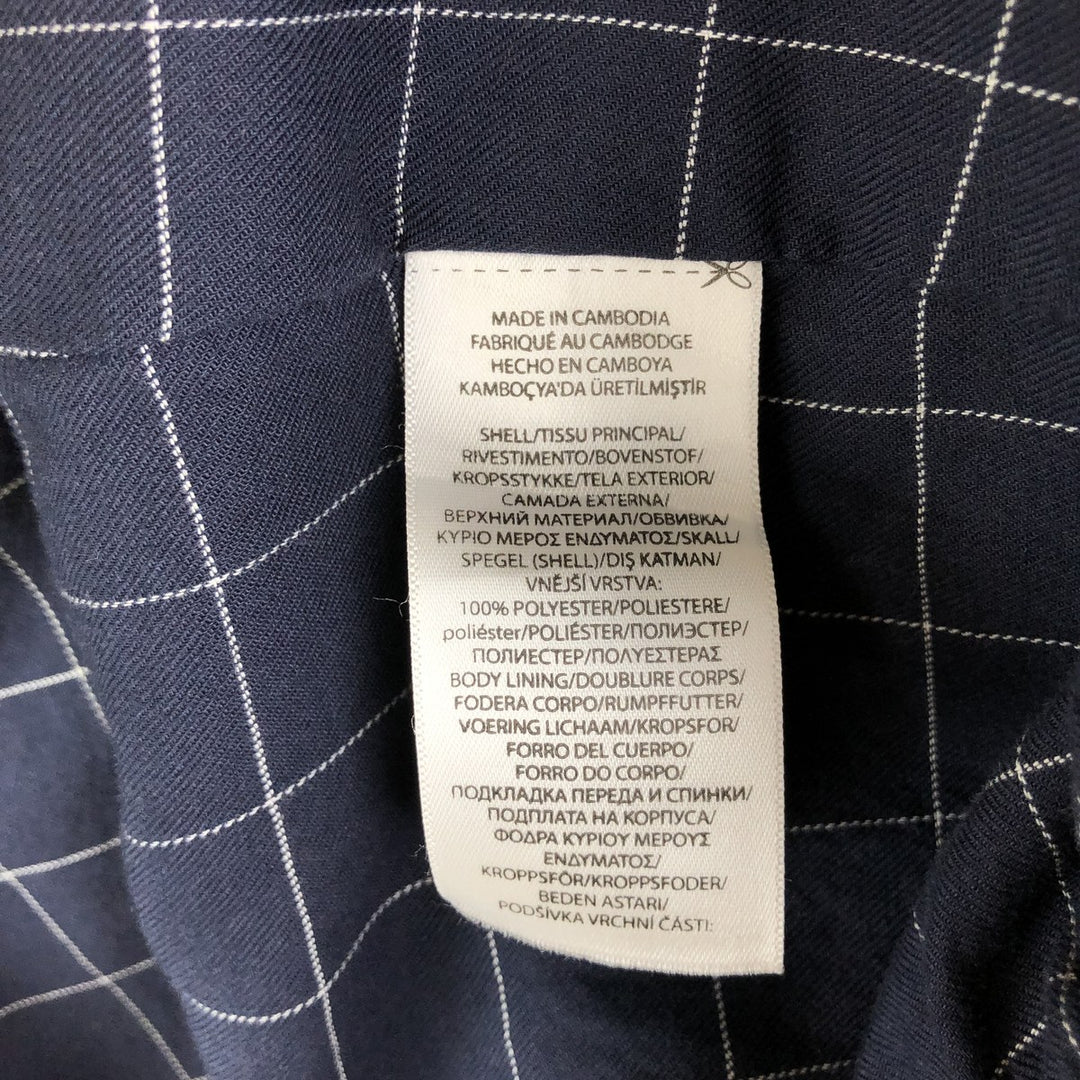 MADE IN CAMBODIA
FABRIQUÉ AU CAMBODGE
HECHO EN CAMBOYA
KAMBOÇYA'DA ÜRETİLMİŞTİR
SHELL/TISSU PRINCIPAL/
RIVESTIMENTO/BOVENSTOF/
KROPSSTYKKE/TELA EXTERIOR/
CAMADA EXTERNA/
ВЕРХНИЙ МАТЕРИАЛ/ОБВИВКА/
ΚΥΡΙΟ ΜΕΡΟΣ ΕΝΔΥΜΑΤΟΣ/SKALL/
SPEGEL (SHELL)/DIŞ KATMAN/
VNĚJŠÍ VRSTVA:
100% POLYESTER/POLIESTERE/
poliéster/POLIÉSTER/ПОЛИЭСТЕР/
ПОЛИЕСТЕР/ΠΟΛΥΕΣΤΕΡΑΣ
BODY LINING/DOUBLURE CORPS/
FODERA CORPO/RUMPFFUTTER/
VOERING LICHAAM/KROPSFOR/
FORRO DEL CUERPO/
FORRO DO CORPO/
ПОДКЛАДКА ПЕРЕДА И СПИНКИ/
ПОДПЛАТА НА КОРПУСА/
ΦΟΔΡΑ ΚΥΡΙΟΥ ΜΕΡΟΥΣ
ΕΝΔΥΜΑΤΟΣ/
KROPPSFÔR/KROPPSFODER/
BEDEN ASTARI/
PODŠÍVKA VRCHNÍ ČÁSTI: